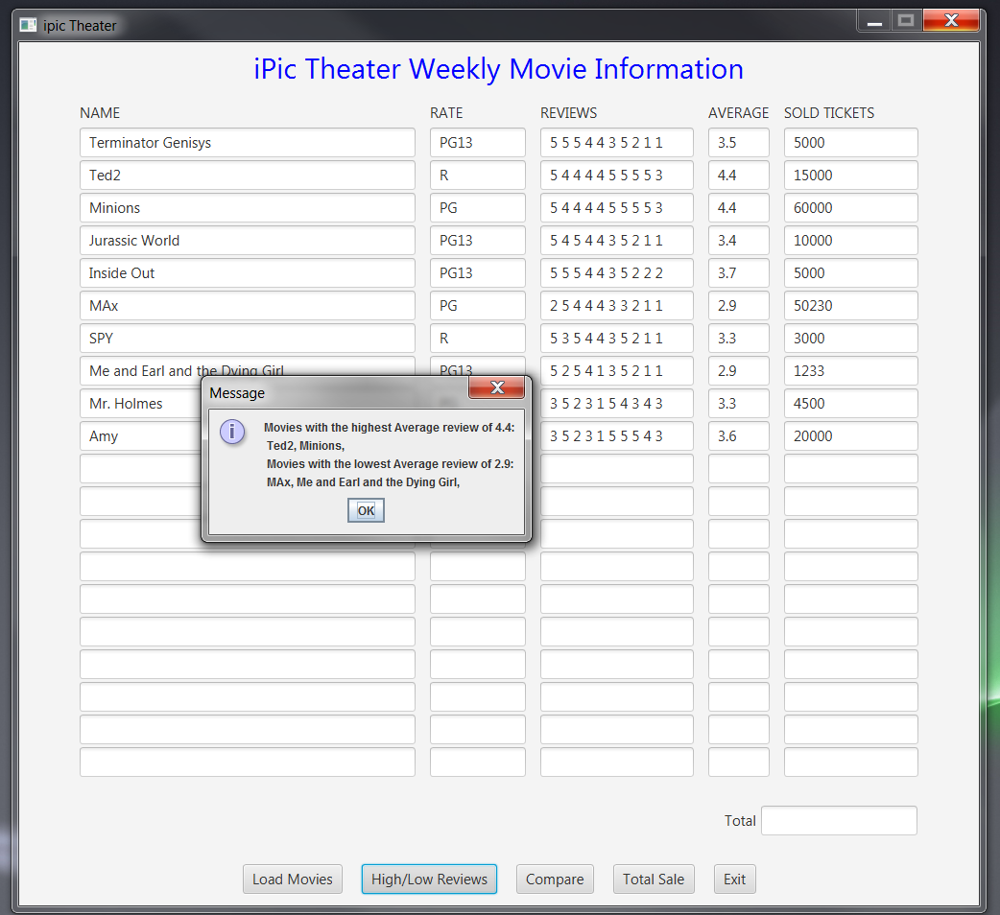 ipic Theater
iPic Theater Weekly Movie Information
NAME RATE REVIEWS AVERAGE SOLD TICKETS
Terminator Genisys PG13 5 5 5 4 4 3 5 2 1 1 3.5 5000
Ted2 R 5 4 4 4 4 5 5 5 5 3 4.4 15000
Minions PG 5 4 4 4 4 5 5 5 5 3 4.4 60000
Jurassic World PG13 5 4 5 4 4 3 5 2 1 1 3.4 10000
Inside Out PG13 5 5 5 4 4 3 5 2 2 2 3.7 5000
MAx PG 2 5 4 4 4 3 3 2 1 1 2.9 50230
SPY R 5 3 5 4 4 3 5 2 1 1 3.3 3000
Me and Earl and the Dying Girl PG13 5 2 5 4 1 3 5 2 1 1 2.9 1233
Mr. Holmes 3 5 2 3 1 5 4 3 4 3 3.3 4500
Amy 3 5 2 3 1 5 5 5 4 3 3.6 20000
Message
Movies with the highest Average review of 4.4:
Ted2, Minions,
Movies with the lowest Average review of 2.9:
MAx, Me and Earl and the Dying Girl,
OK
Total
Load Movies High/Low Reviews Compare Total Sale Exit